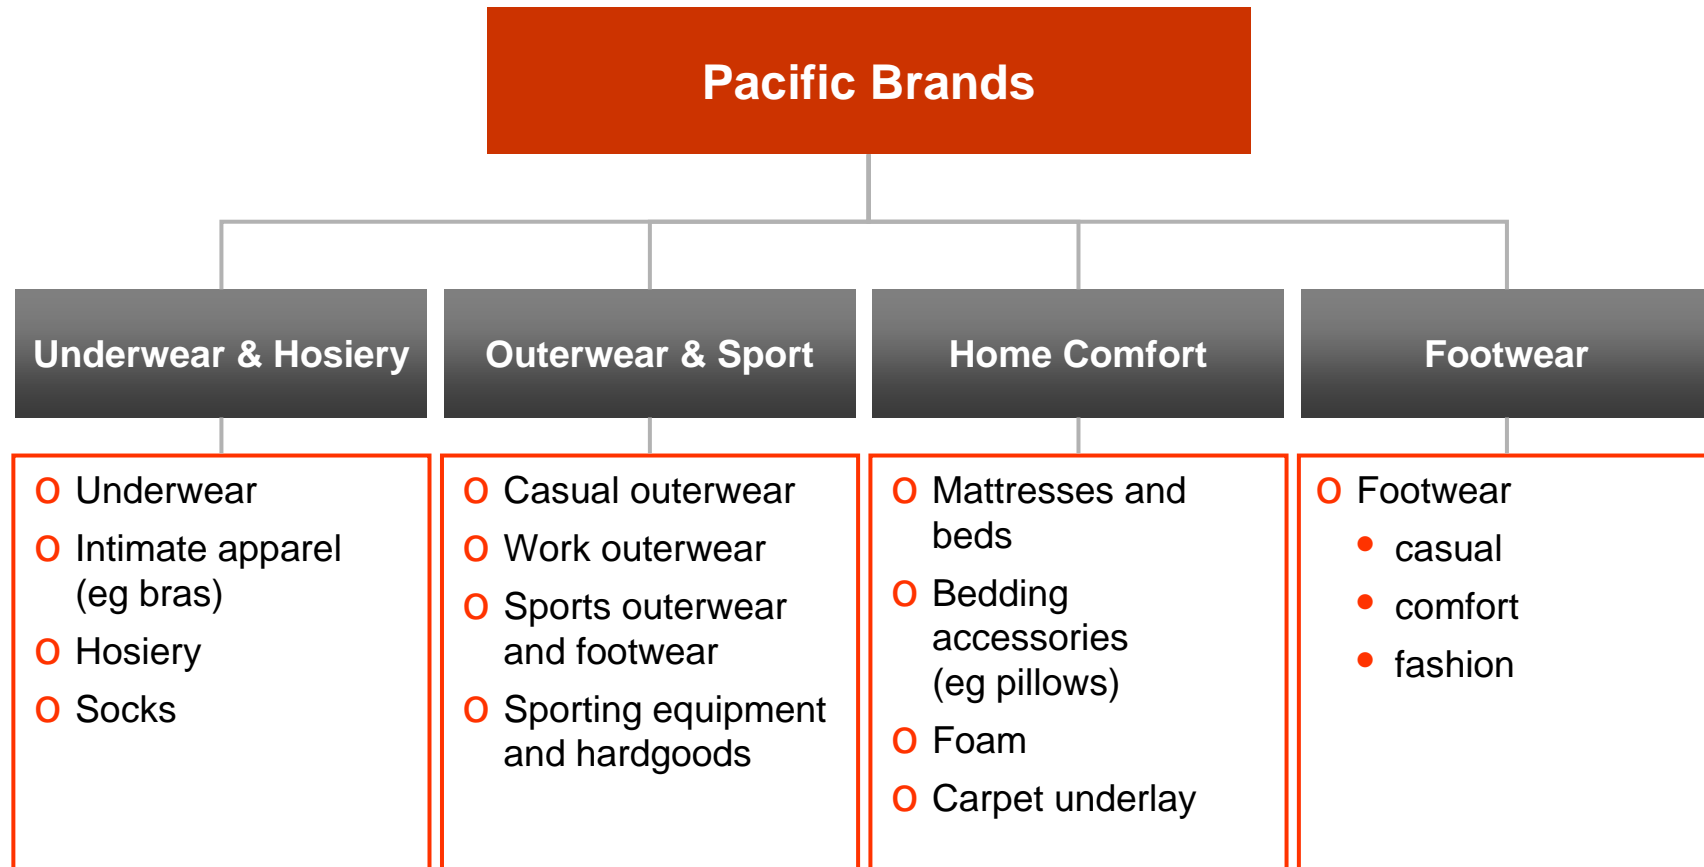 Pacific Brands
Underwear & Hosiery
Outerwear & Sport
Home Comfort
Footwear
o Underwear
o Intimate apparel
(eg bras)
o Hosiery
o Socks
o Casual outerwear
o Work outerwear
o Sports outerwear
and footwear
o Sporting equipment
and hardgoods
o Mattresses and
beds
o Bedding
accessories
(eg pillows)
o Foam
o Carpet underlay
o Footwear
• casual
• comfort
• fashion